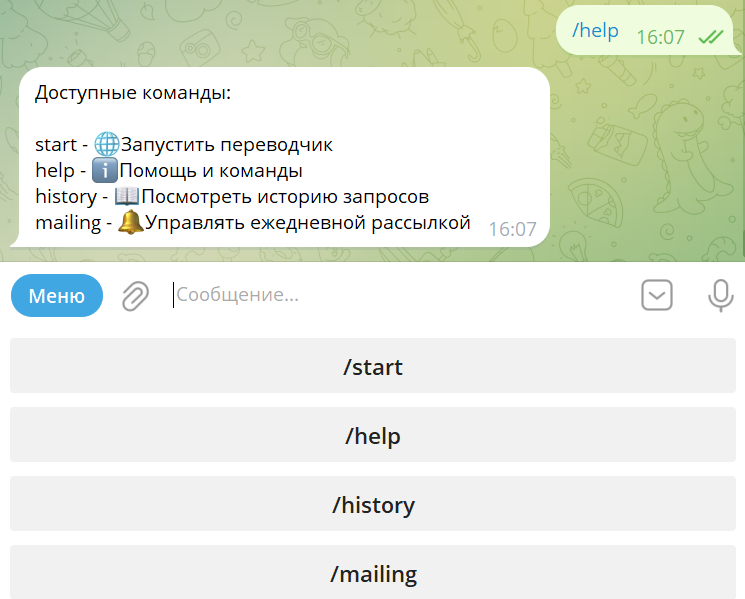 /help 16:07
Доступные команды:
start - 🌐Запустить переводчик
help - ℹ️Помощь и команды
history - 📖Посмотреть историю запросов
mailing - 🔔Управлять ежедневной рассылкой 16:07
Меню Сообщение...
/start
/help
/history
/mailing